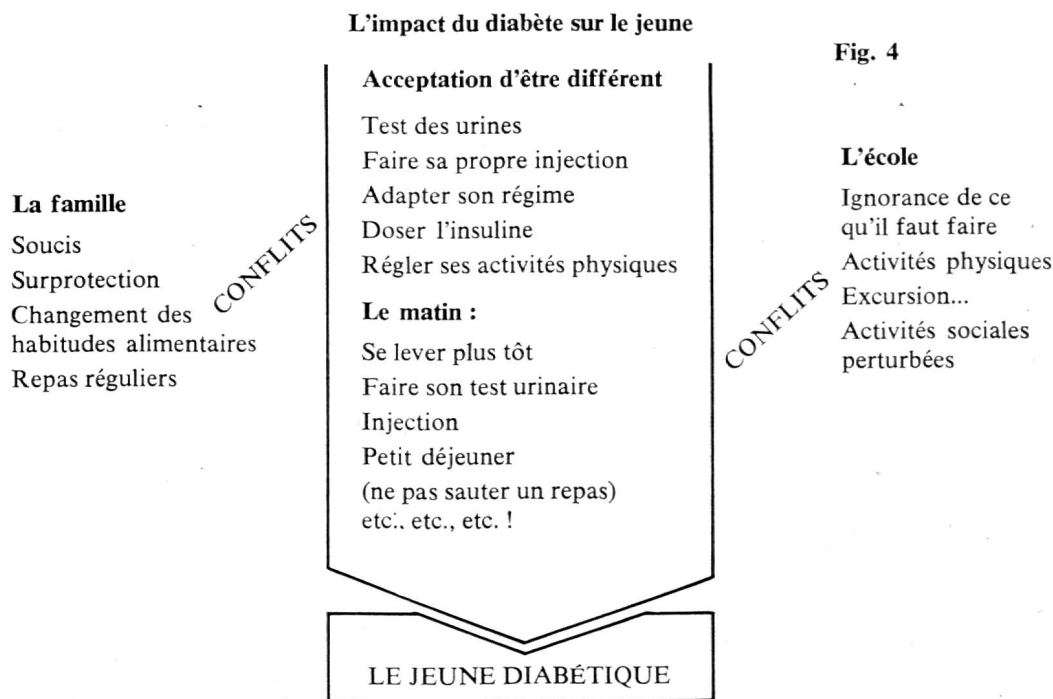 L'impact du diabète sur le jeune
Fig. 4
Acceptation d'être différent
Test des urines
Faire sa propre injection
Adapter son régime
Doser l'insuline
Régler ses activités physiques
Le matin :
Se lever plus tôt
Faire son test urinaire
Injection
Petit déjeuner
(ne pas sauter un repas)
etc., etc., etc. !
La famille
Soucis
Surprotection
Changement des
habitudes alimentaires
Repas réguliers
CONFLITS
CONFLITS
L'école
Ignorance de ce
qu'il faut faire
Activités physiques
Excursion...
Activités sociales
perturbées
LE JEUNE DIABÉTIQUE